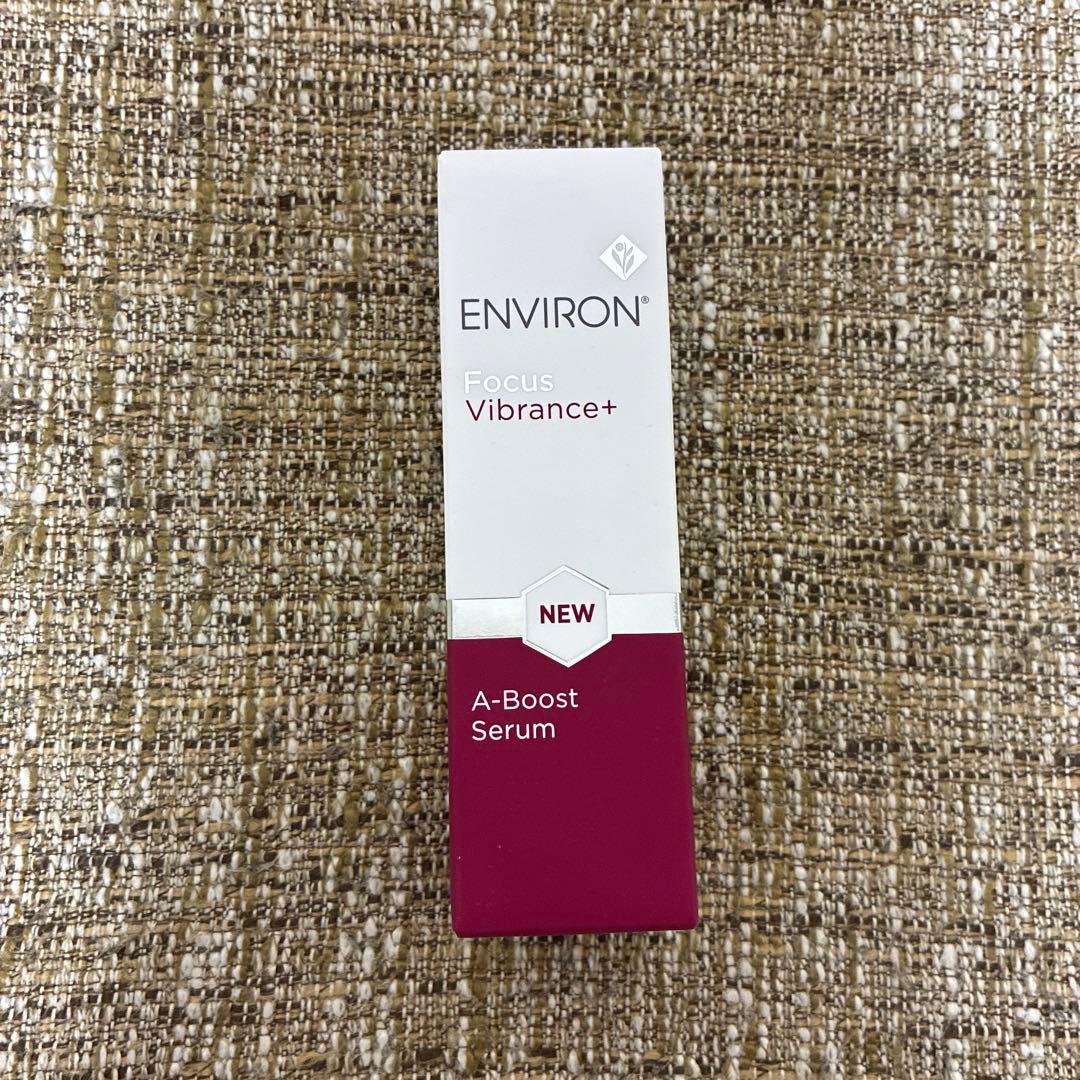 ENVIRON®
Focus
Vibrance+
NEW
A-Boost
Serum